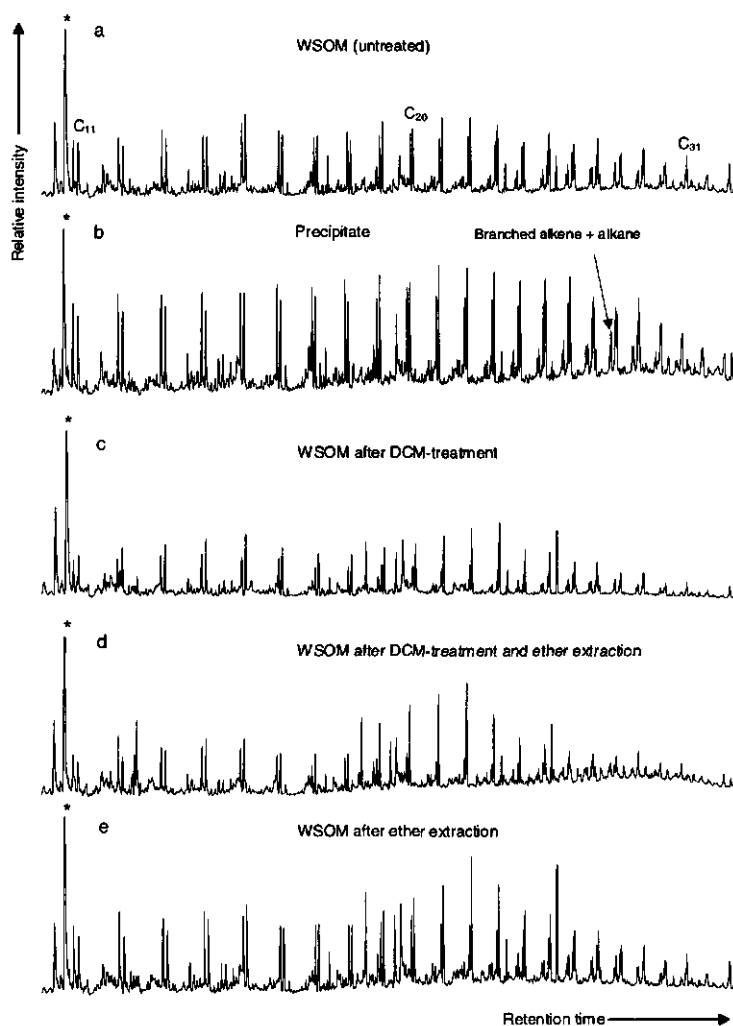 *
a
WSOM (untreated)
C11
C20
C31
Relative intensity
*
b
Precipitate
Branched alkene + alkane
*
c
WSOM after DCM-treatment
*
d
WSOM after DCM-treatment and ether extraction
*
e
WSOM after ether extraction
Retention time